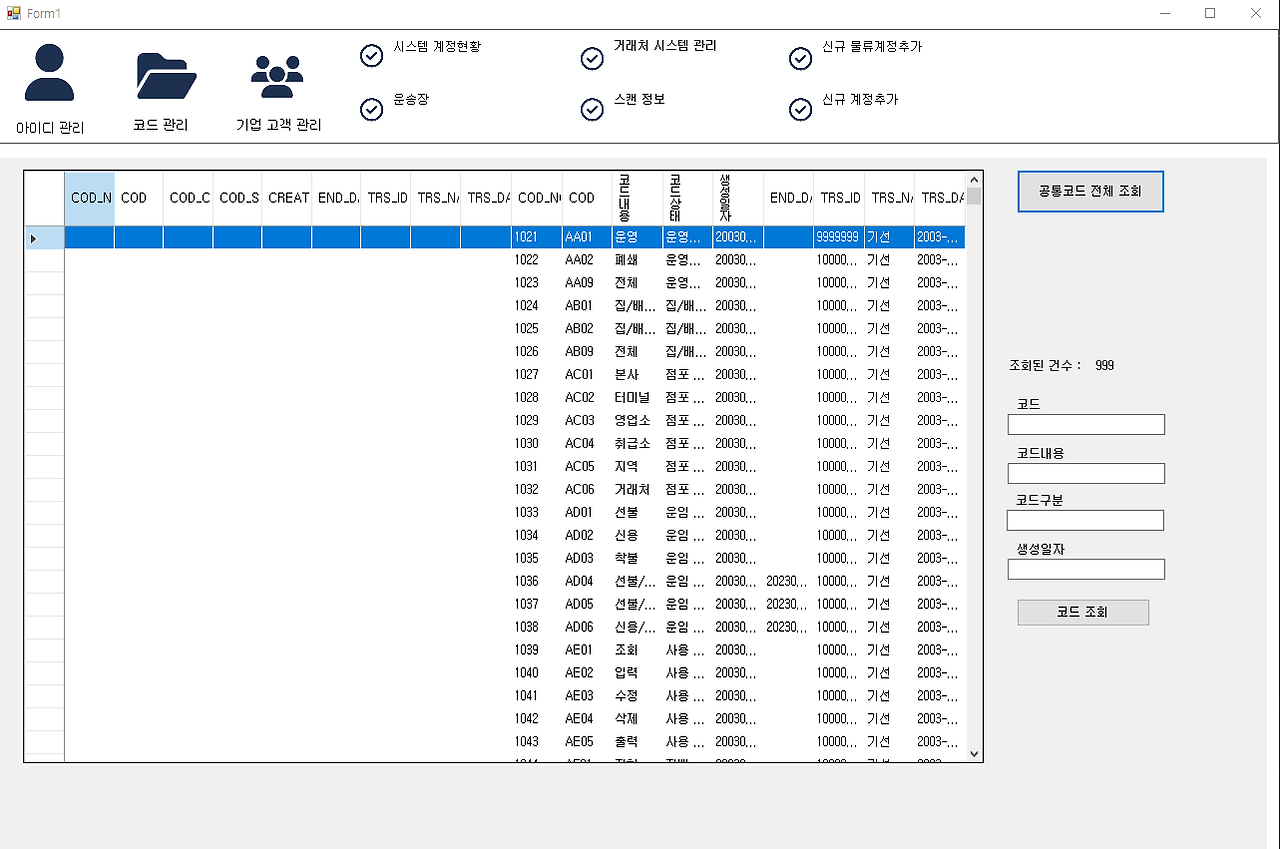 Form1
시스템 계정현황 거래처 시스템 관리 신규 물류계정추가
운송장 스캔 정보 신규 계정추가
아이디 관리 코드 관리 기업 고객 관리
COD_N COD COD_C COD_S CREAT END_D TRS_ID TRS_N TRS_DA COD_N COD 코드내용 코드상태 생성일자 END_D TRS_ID TRS_N TRS_DA
공통코드 전체 조회
1021 AA01 운영 운영... 20030... 9999999 기선 2003-...
1022 AA02 폐쇄 운영... 20030... 10000... 기선 2003-...
1023 AA09 전체 운영... 20030... 10000... 기선 2003-...
1024 AB01 집/배... 집/배... 20030... 10000... 기선 2003-...
1025 AB02 집/배... 집/배... 20030... 10000... 기선 2003-...
1026 AB09 전체 집/배... 20030... 10000... 기선 2003-...
1027 AC01 본사 점포 ... 20030... 10000... 기선 2003-...
1028 AC02 터미널 점포 ... 20030... 10000... 기선 2003-...
1029 AC03 영업소 점포 ... 20030... 10000... 기선 2003-...
1030 AC04 취급소 점포 ... 20030... 10000... 기선 2003-...
1031 AC05 지역 점포 ... 20030... 10000... 기선 2003-...
1032 AC06 거래처 점포 ... 20030... 10000... 기선 2003-...
1033 AD01 선불 운임 ... 20030... 10000... 기선 2003-...
1034 AD02 신용 운임 ... 20030... 10000... 기선 2003-...
1035 AD03 착불 운임 ... 20030... 10000... 기선 2003-...
1036 AD04 선불/... 운임 ... 20030... 20230... 10000... 기선 2003-...
1037 AD05 선불/... 운임 ... 20030... 20230... 10000... 기선 2003-...
1038 AD06 신용/... 운임 ... 20030... 20230... 10000... 기선 2003-...
1039 AE01 조회 사용 ... 20030... 10000... 기선 2003-...
1040 AE02 입력 사용 ... 20030... 10000... 기선 2003-...
1041 AE03 수정 사용 ... 20030... 10000... 기선 2003-...
1042 AE04 삭제 사용 ... 20030... 10000... 기선 2003-...
1043 AE05 출력 사용 ... 20030... 10000... 기선 2003-...
조회된 건수 : 999
코드
코드내용
코드구분
생성일자
코드 조회